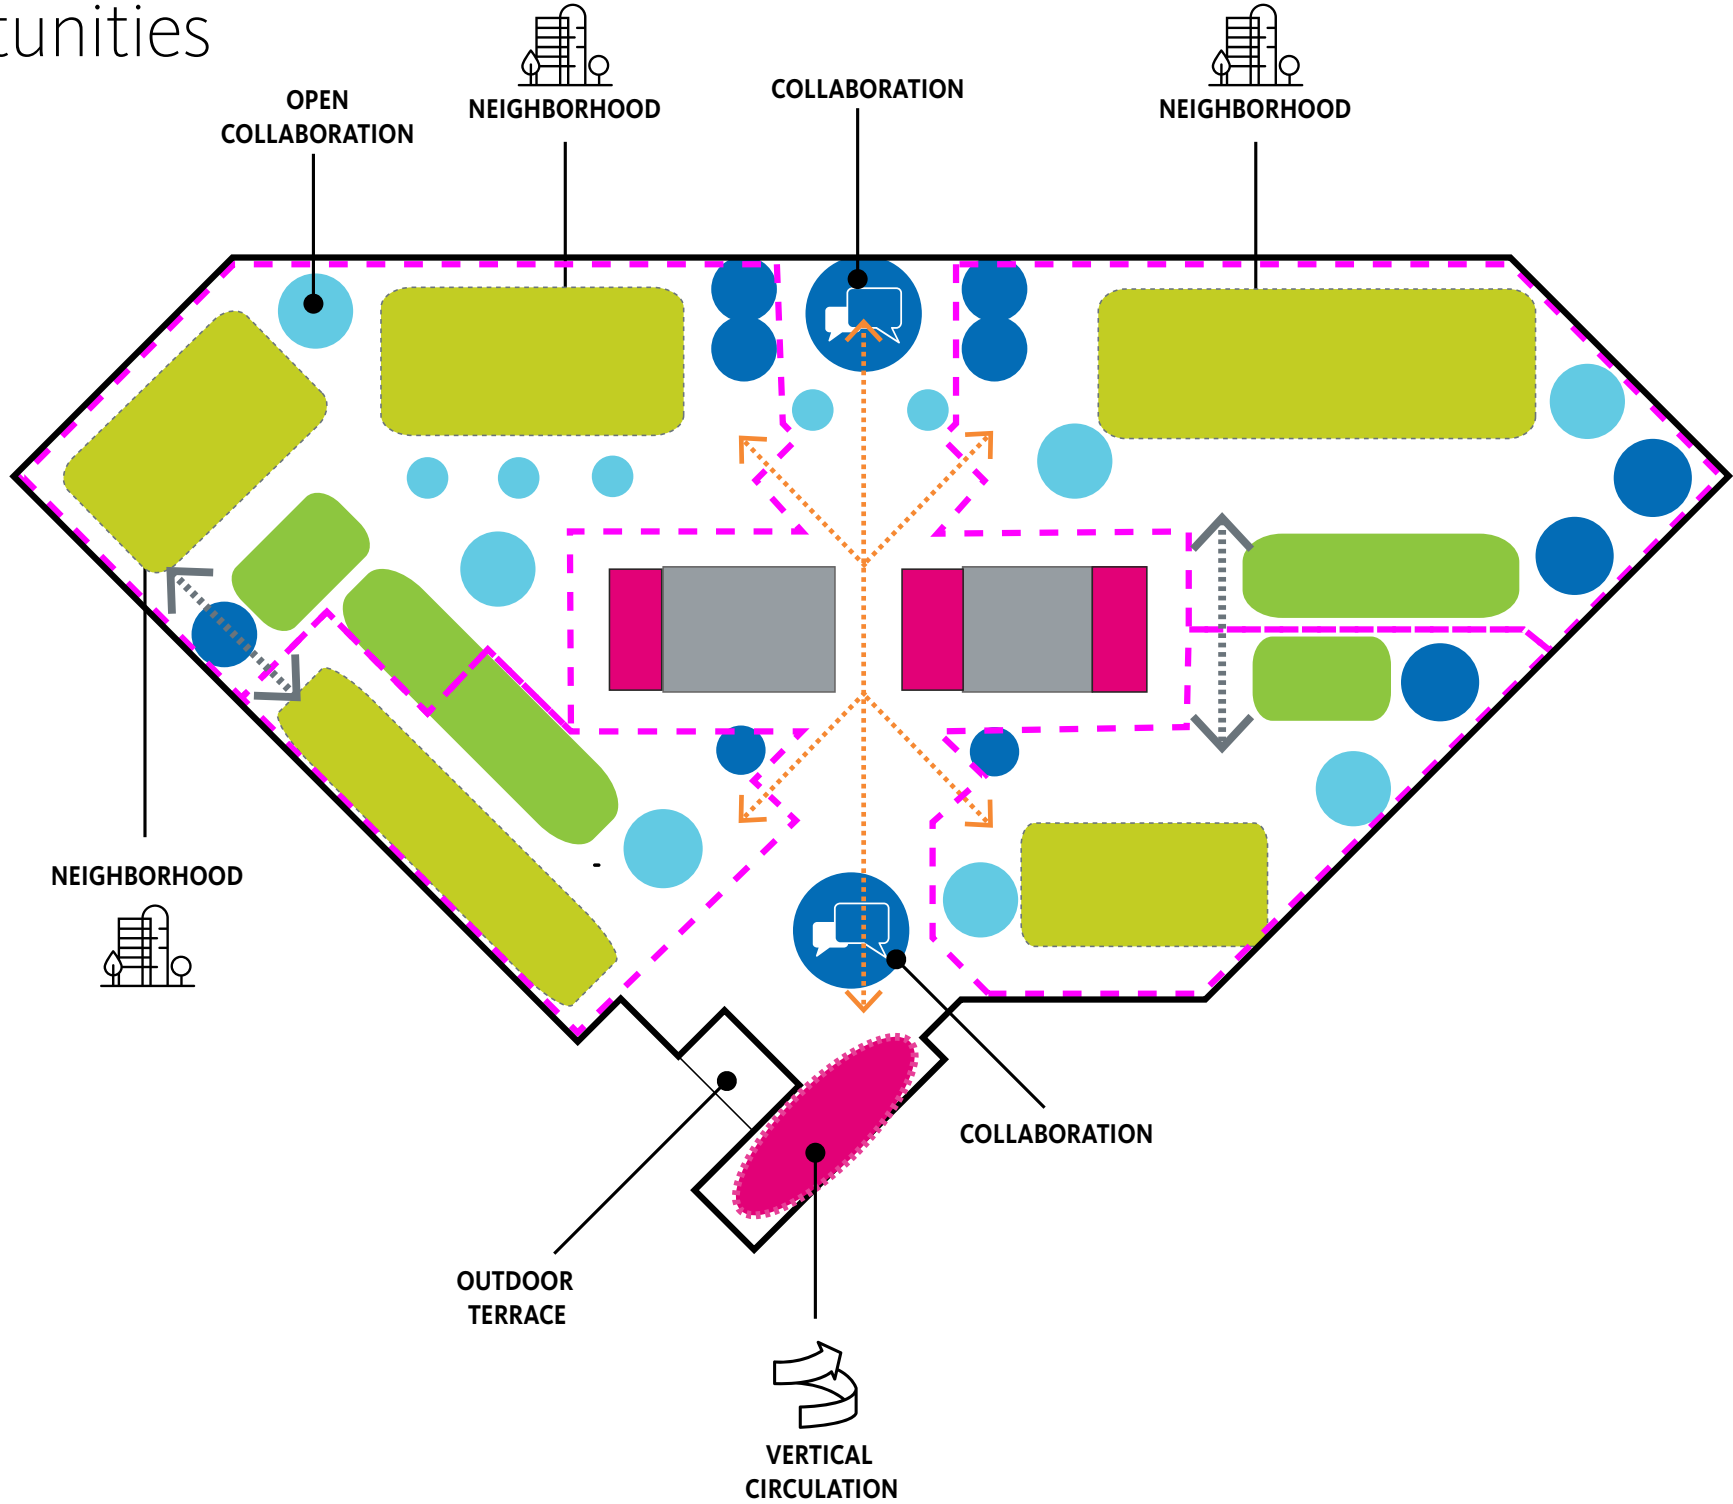 tunities
NEIGHBORHOOD
COLLABORATION
NEIGHBORHOOD
OPEN
COLLABORATION
NEIGHBORHOOD
COLLABORATION
OUTDOOR
TERRACE
VERTICAL
CIRCULATION